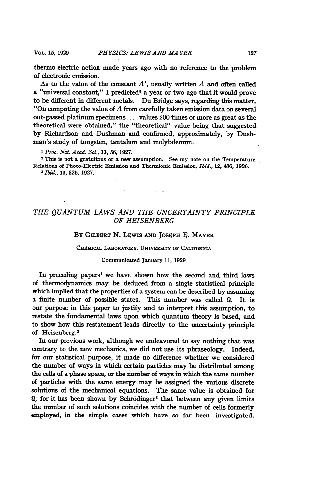 VOL. 15, 1929 PHYSICS: LEWIS AND MAYER 127
thermo-electric action made years ago with no reference to the problem
of electronic emission.
As to the value of the constant A′, usually written A and often called
a "universal constant," I predicted³ a year or two ago that it would prove
to be different in different metals. Du Bridge says, regarding this matter,
"On computing the value of A from carefully taken emission data on several
out-gassed platinum specimens ... values 200 times or more as great as the
theoretical were obtained," the "theoretical" value being that suggested
by Richardson and Dushman and confirmed, approximately, by Dush-
man's study of tungsten, tantalum and molybdenum.
¹ Proc. Nat. Acad. Sci., 13, 56, 1927.
² This is not a gratuitous or a new assumption. See my note on the Temperature
Relations of Photo-Electric Emission and Thermionic Emission, Ibid., 12, 486, 1926.
³ Ibid., 13, 325, 1927.
THE QUANTUM LAWS AND THE UNCERTAINTY PRINCIPLE
OF HEISENBERG
BY GILBERT N. LEWIS AND JOSEPH E. MAYER
CHEMICAL LABORATORY, UNIVERSITY OF CALIFORNIA
Communicated January 11, 1929
In preceding papers¹ we have shown how the second and third laws
of thermodynamics may be deduced from a single statistical principle
which implied that the properties of a system can be described by assuming
a finite number of possible states. This number was called Ω. It is
our purpose in this paper to justify and to interpret this assumption, to
restate the fundamental laws upon which quantum theory is based, and
to show how this restatement leads directly to the uncertainty principle
of Heisenberg.²
In our previous work, although we endeavored to say nothing that was
contrary to the new mechanics, we did not use its phraseology. Indeed,
for our statistical purpose, it made no difference whether we considered
the number of ways in which certain particles may be distributed among
the cells of a phase space, or the number of ways in which the same number
of particles with the same energy may be assigned the various discrete
solutions of the mechanical equations. The same value is obtained for
Ω, for it has been shown by Schrödinger³ that between any given limits
the number of such solutions coincides with the number of cells formerly
employed, in the simple cases which have so far been investigated.